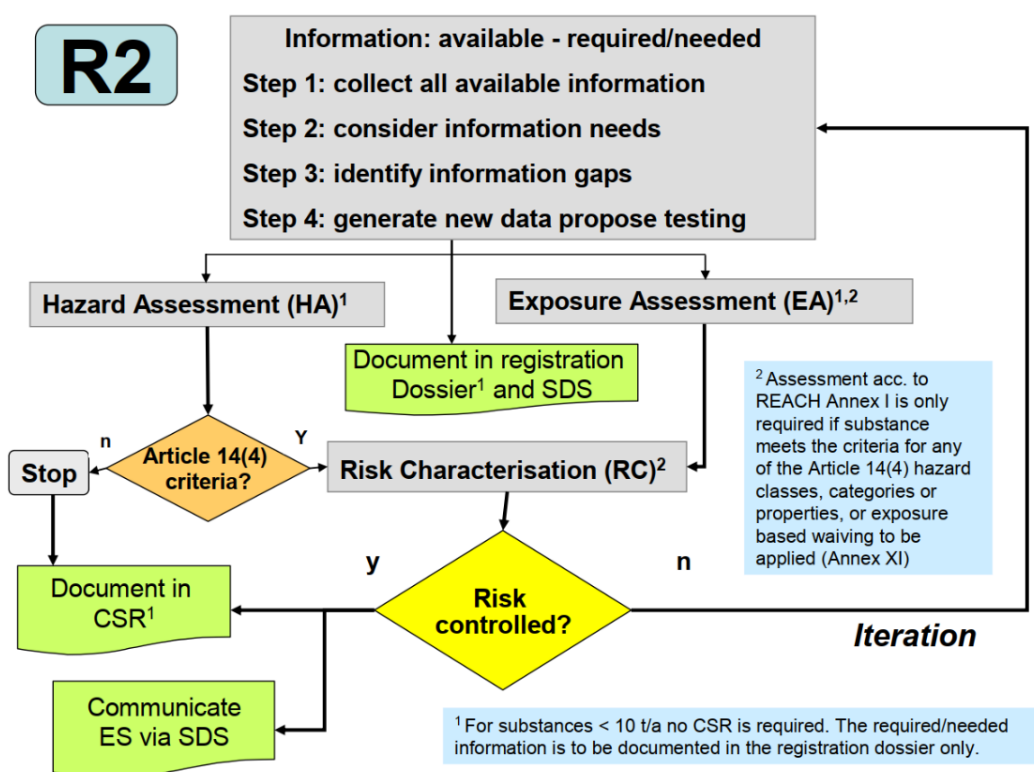 R2
Information: available - required/needed
Step 1: collect all available information
Step 2: consider information needs
Step 3: identify information gaps
Step 4: generate new data propose testing
Hazard Assessment (HA)1
Exposure Assessment (EA)1,2
Document in registration
Dossier1 and SDS
2 Assessment acc. to
REACH Annex I is only
required if substance
meets the criteria for any
of the Article 14(4) hazard
classes, categories or
properties, or exposure
based waiving to be
applied (Annex XI)
n
Y
Stop
Article 14(4)
criteria?
Risk Characterisation (RC)2
Document in
CSR1
y
n
Risk
controlled?
Iteration
Communicate
ES via SDS
1 For substances < 10 t/a no CSR is required. The required/needed
information is to be documented in the registration dossier only.